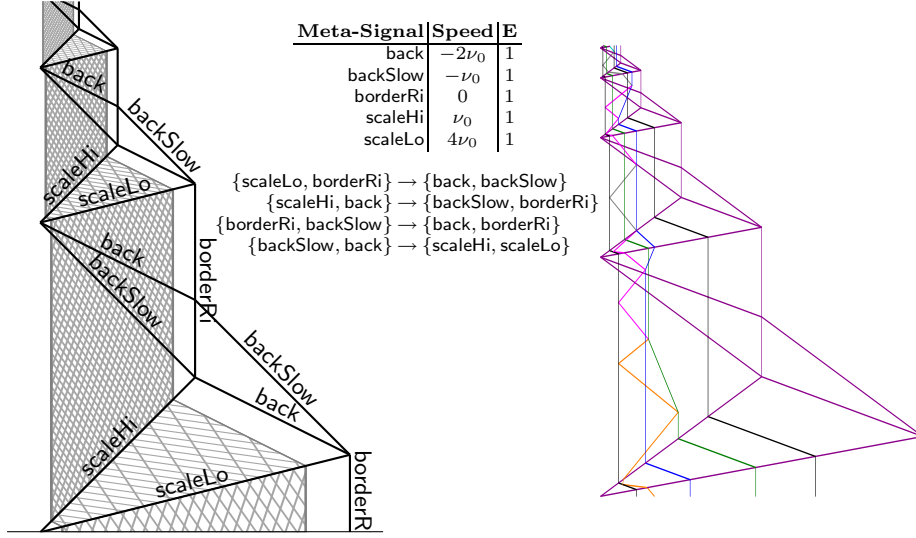 Meta-Signal Speed E
back −2ν₀ 1
backSlow −ν₀ 1
borderRi 0 1
scaleHi ν₀ 1
scaleLo 4ν₀ 1
{scaleLo, borderRi} → {back, backSlow}
{scaleHi, back} → {backSlow, borderRi}
{borderRi, backSlow} → {back, borderRi}
{backSlow, back} → {scaleHi, scaleLo}
back
backSlow
scaleHi
scaleLo
back
backSlow
borderRi
backSlow
back
scaleHi
scaleLo
borderR